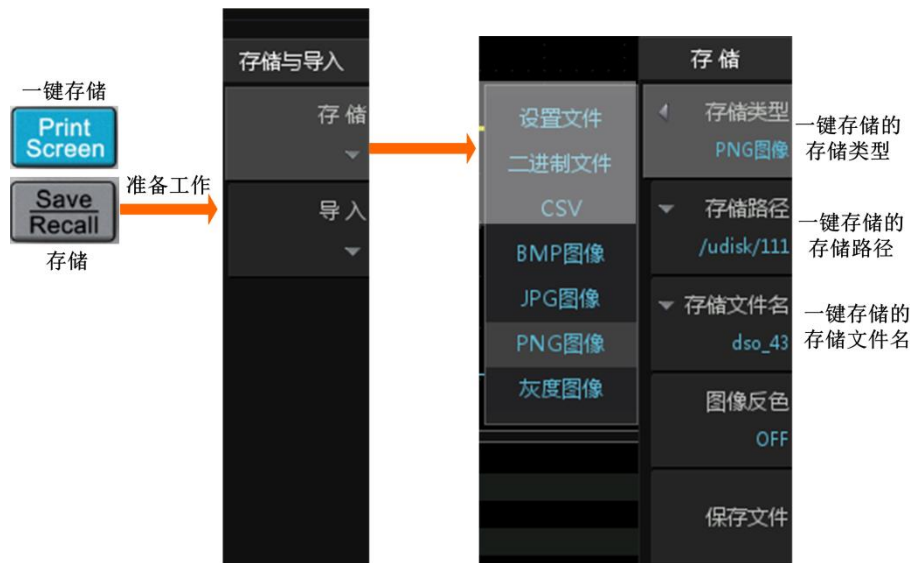 一键存储
Print
Screen
Save
Recall
存储
准备工作
存储与导入
存 储
导 入
设置文件
二进制文件
CSV
BMP图像
JPG图像
PNG图像
灰度图像
存 储
存储类型
PNG图像
存储路径
/udisk/111
存储文件名
dso_43
图像反色
OFF
保存文件
一键存储的
存储类型
一键存储的
存储路径
一键存储的
存储文件名